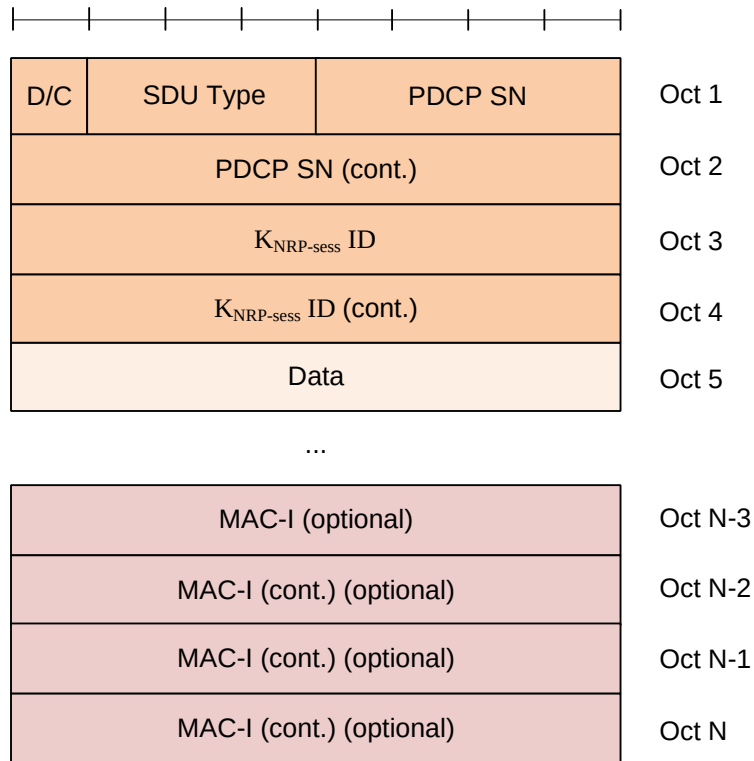 D/C SDU Type PDCP SN Oct 1
PDCP SN (cont.) Oct 2
K_NRP-sess ID Oct 3
K_NRP-sess ID (cont.) Oct 4
Data Oct 5
...
MAC-I (optional) Oct N-3
MAC-I (cont.) (optional) Oct N-2
MAC-I (cont.) (optional) Oct N-1
MAC-I (cont.) (optional) Oct N